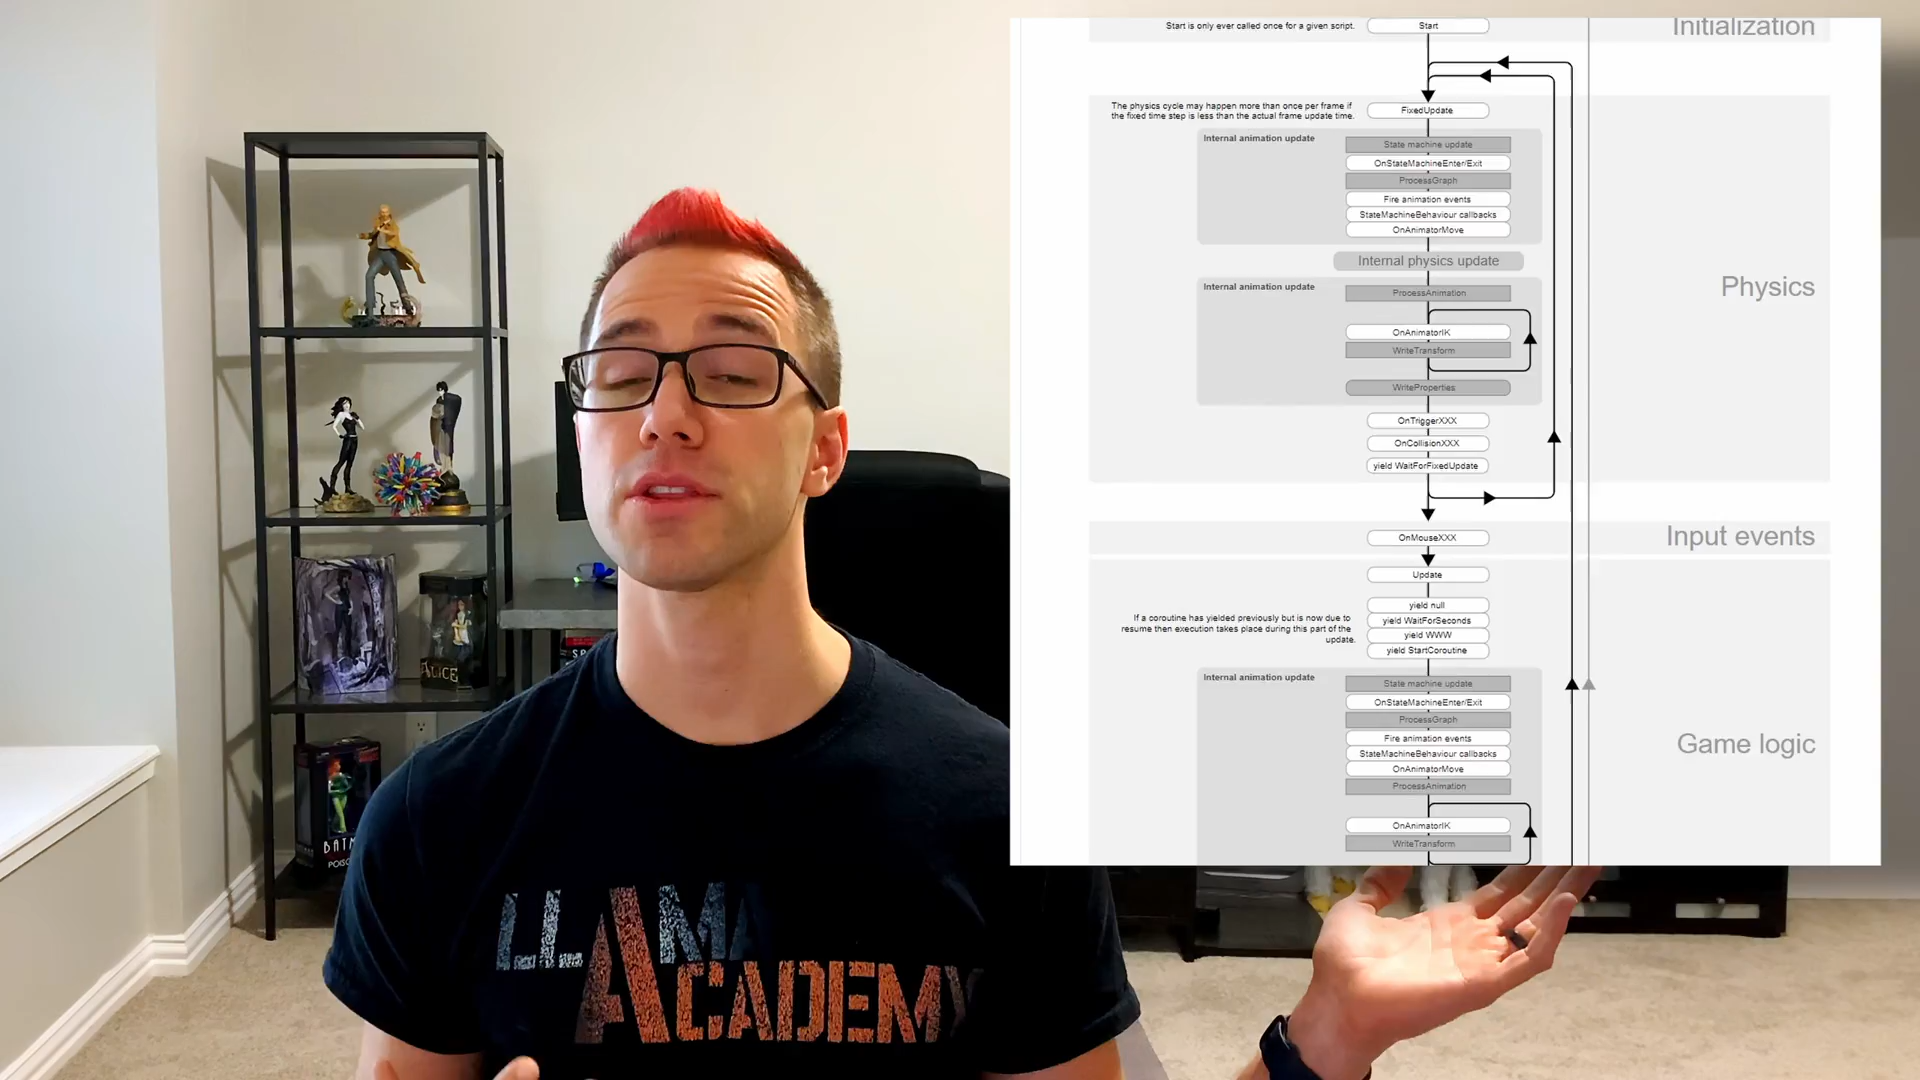 Start is only ever called once for a given script.
Start
Initialization
The physics cycle may happen more than once per frame if
the fixed time step is less than the actual frame update time.
FixedUpdate
Internal animation update
State machine update
OnStateMachineEnter/Exit
ProcessGraph
Fire animation events
StateMachineBehaviour callbacks
OnAnimatorMove
Internal physics update
Physics
Internal animation update
ProcessAnimation
OnAnimatorIK
WriteTransform
WriteProperties
OnTriggerXXX
OnCollisionXXX
yield WaitForFixedUpdate
OnMouseXXX
Input events
Update
yield null
If a coroutine has yielded previously but is now due to
resume then execution takes place during this part of the
update.
yield WaitForSeconds
yield WWW
yield StartCoroutine
Internal animation update
State machine update
OnStateMachineEnter/Exit
ProcessGraph
Fire animation events
StateMachineBehaviour callbacks
OnAnimatorMove
Game logic
ProcessAnimation
OnAnimatorIK
WriteTransform
ALICE
LLAMA
ACADEMY